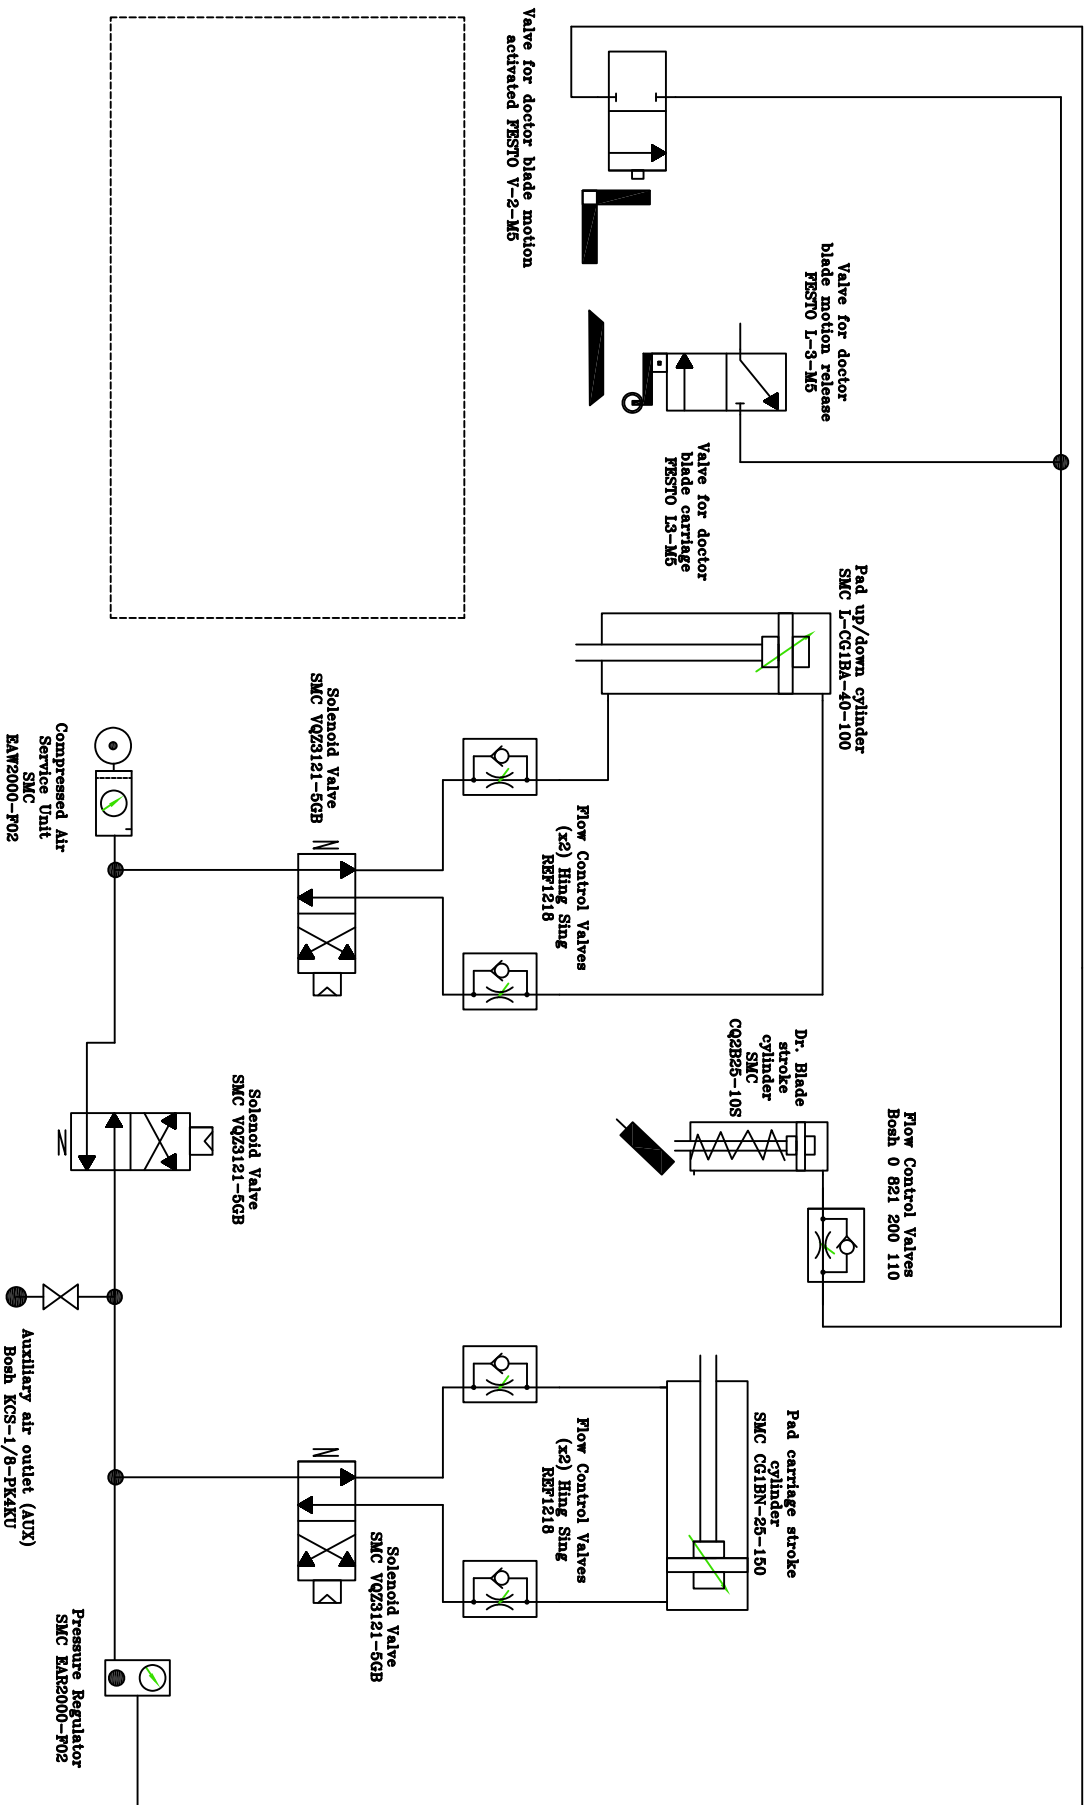 Valve for doctor blade motion
activated FESTO V-2-M5
Valve for doctor
blade motion release
FESTO L-3-M5
Valve for doctor
blade carriage
FESTO L3-M5
Pad up/down cylinder
SMC L-CG1BA-40-100
Flow Control Valves
(x2) Hing Sing
REF1218
Solenoid Valve
SMC VQZ3121-5GB
Compressed Air
Service Unit
SMC
EAW2000-F02
Dr. Blade
stroke
cylinder
SMC
CQ2B25-10S
Flow Control Valves
Bosh 0 821 200 110
Solenoid Valve
SMC VQZ3121-5GB
Auxiliary air outlet (AUX)
Bosh KCS-1/8-PK4KU
Pad carriage stroke
cylinder
SMC CG1BN-25-150
Flow Control Valves
(x2) Hing Sing
REF1218
Solenoid Valve
SMC VQZ3121-5GB
Pressure Regulator
SMC EAR2000-F02